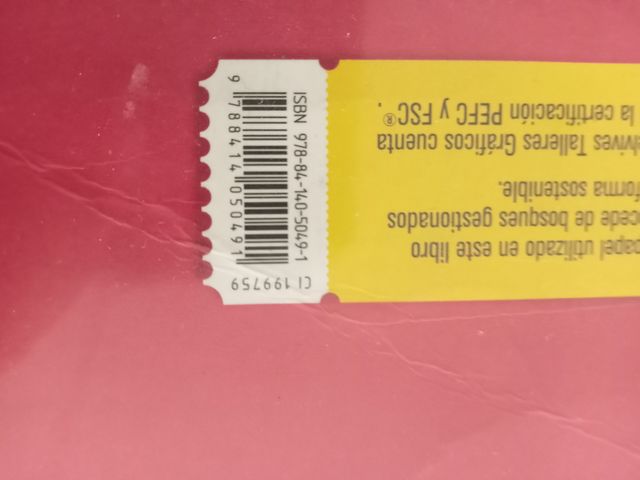 ISBN 978-84-140-5049-1
9 788414 050491
CI 199759
papel utilizado en este libro
cede de bosques gestionados
forma sostenible.
Talleres Gráficos cuenta
la certificación PEFC y FSC®.